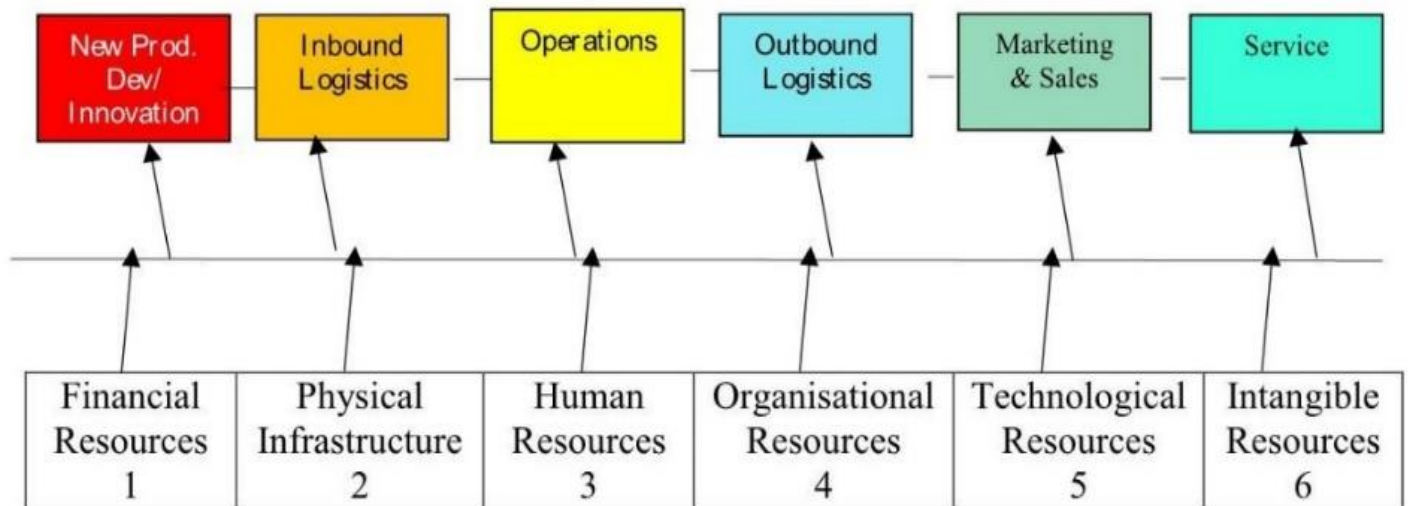 New Prod.
Dev/
Innovation
Inbound
Logistics
Operations
Outbound
Logistics
Marketing
& Sales
Service
Financial
Resources
1
Physical
Infrastructure
2
Human
Resources
3
Organisational
Resources
4
Technological
Resources
5
Intangible
Resources
6